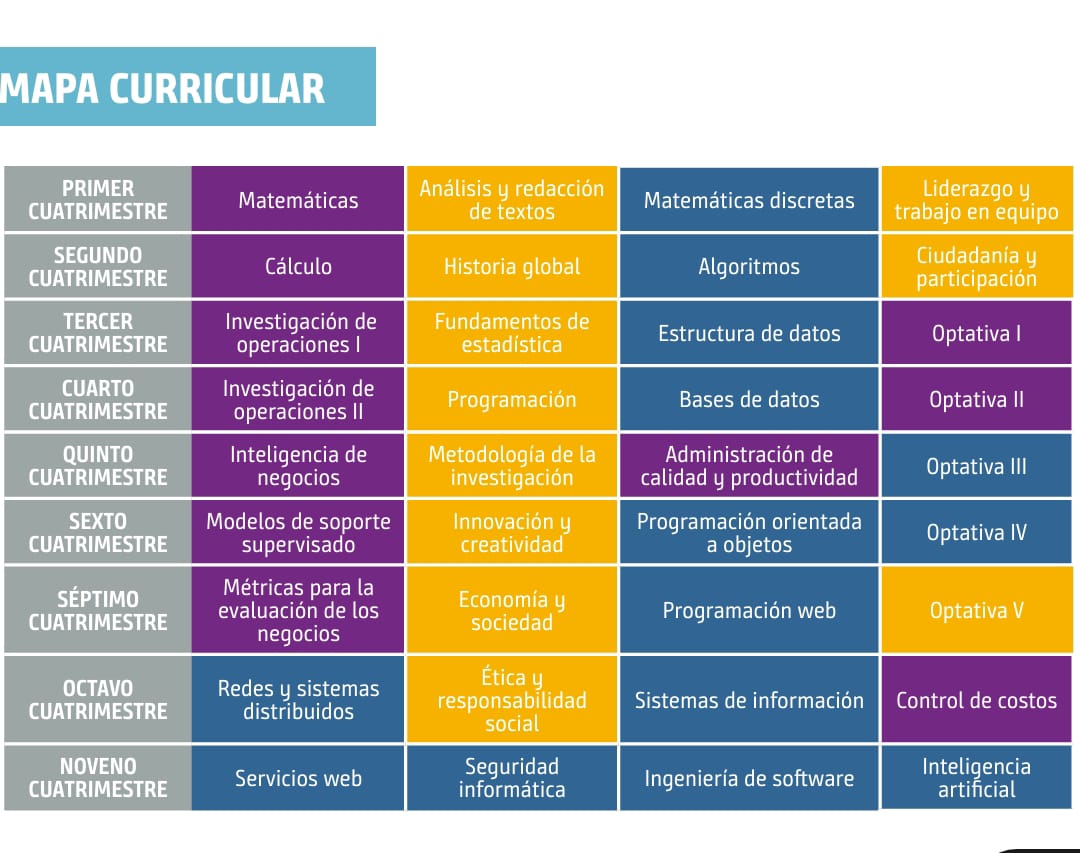 MAPA CURRICULAR
PRIMER
CUATRIMESTRE
Matemáticas
Análisis y redacción
de textos
Matemáticas discretas
Liderazgo y
trabajo en equipo
SEGUNDO
CUATRIMESTRE
Cálculo
Historia global
Algoritmos
Ciudadanía y
participación
TERCER
CUATRIMESTRE
Investigación de
operaciones I
Fundamentos de
estadística
Estructura de datos
Optativa I
CUARTO
CUATRIMESTRE
Investigación de
operaciones II
Programación
Bases de datos
Optativa II
QUINTO
CUATRIMESTRE
Inteligencia de
negocios
Metodología de la
investigación
Administración de
calidad y productividad
Optativa III
SEXTO
CUATRIMESTRE
Modelos de soporte
supervisado
Innovación y
creatividad
Programación orientada
a objetos
Optativa IV
SÉPTIMO
CUATRIMESTRE
Métricas para la
evaluación de los
negocios
Economía y
sociedad
Programación web
Optativa V
OCTAVO
CUATRIMESTRE
Redes y sistemas
distribuidos
Ética y
responsabilidad
social
Sistemas de información
Control de costos
NOVENO
CUATRIMESTRE
Servicios web
Seguridad
informática
Ingeniería de software
Inteligencia
artificial